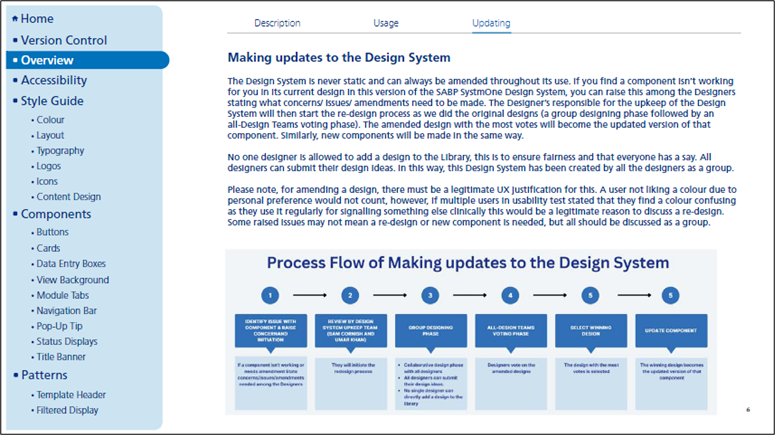 Home
Version Control
Overview
Accessibility
Style Guide
• Colour
• Layout
• Typography
• Logos
• Icons
• Content Design
Components
• Buttons
• Cards
• Data Entry Boxes
• View Background
• Module Tabs
• Navigation Bar
• Pop-Up Tip
• Status Displays
• Title Banner
Patterns
• Template Header
• Filtered Display
Description Usage Updating
Making updates to the Design System
The Design System is never static and can always be amended throughout its use. If you find a component isn't working
for you in its current design in this version of the SABP SystmOne Design System, you can raise this among the Designers
stating what concerns/ issues/ amendments need to be made. The Designer's responsible for the upkeep of the Design
System will then start the re-design process as we did the original designs (a group designing phase followed by an
all-Design Teams voting phase). The amended design with the most votes will become the updated version of that
component. Similarly, new components will be made in the same way.
No one designer is allowed to add a design to the Library, this is to ensure fairness and that everyone has a say. All
designers can submit their design ideas. In this way, this Design System has been created by all the designers as a group.
Please note, for amending a design, there must be a legitimate UX justification for this. A user not liking a colour due to
personal preference would not count, however, if multiple users in usability test stated that they find a colour confusing
as they use it regularly for signalling something else clinically this would be a legitimate reason to discuss a re-design.
Some raised issues may not mean a re-design or new component is needed, but all should be discussed as a group.
Process Flow of Making updates to the Design System
1 2 3 4 5 5
IDENTIFY ISSUE WITH
COMPONENT & RAISE
CONCERN AND
INITIATION
If a component isn't working or
needs amendment state
concerns/issues/amendments
needed among the Designers
REVIEW BY DESIGN
SYSTEM UPKEEP TEAM
(SAM CORNISH AND
UMAR KHAN)
They will initiate the
redesign process
GROUP DESIGNING
PHASE
• Collaborative design phase
with all designers
• All designers can submit
their design ideas.
• No single designer can
directly add a design to the
library
ALL-DESIGN TEAMS
VOTING PHASE
Designers vote on the
amended designs
SELECT WINNING
DESIGN
The design with the most
votes is selected
UPDATE COMPONENT
The winning design becomes
the updated version of that
component
6